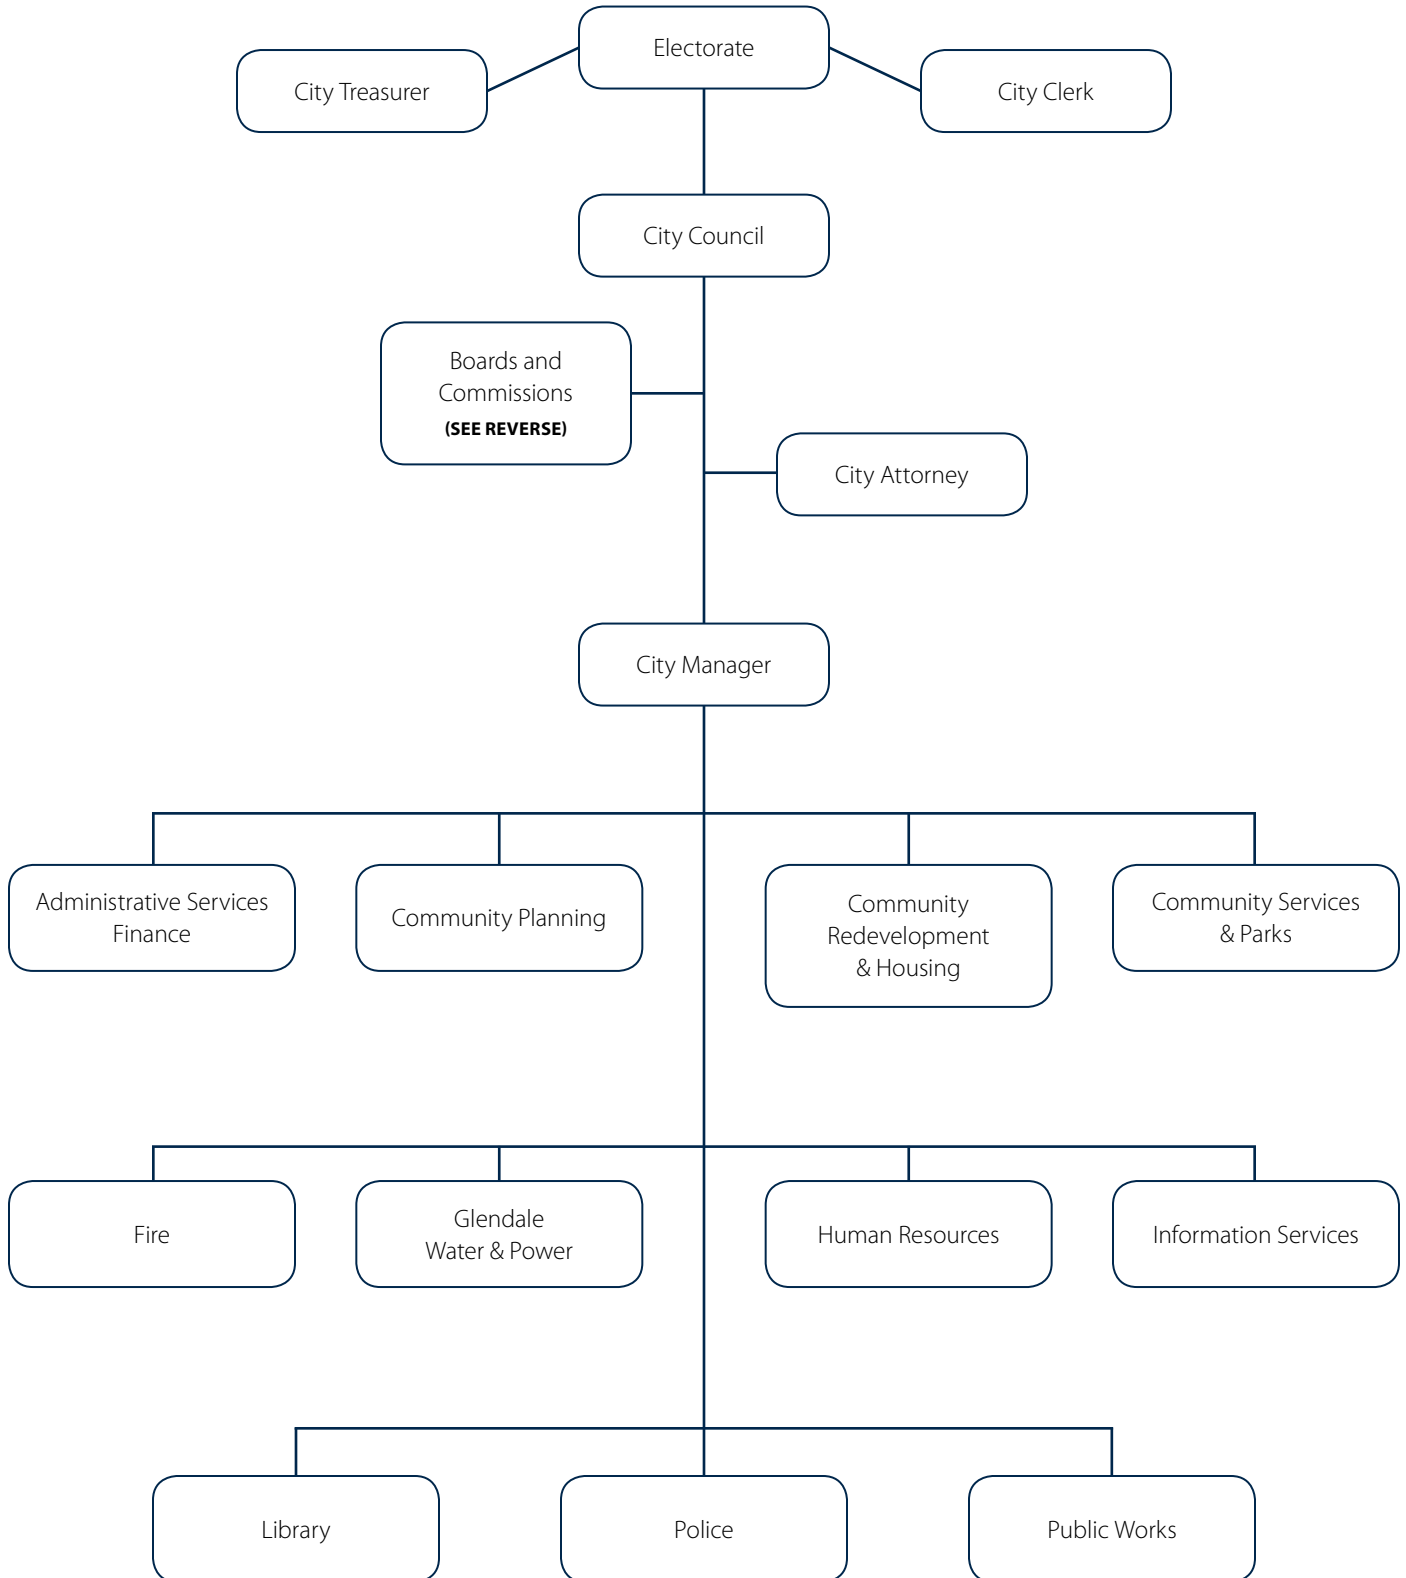 Electorate
City Treasurer
City Clerk
City Council
Boards and
Commissions
(SEE REVERSE)
City Attorney
City Manager
Administrative Services
Finance
Community Planning
Community
Redevelopment
& Housing
Community Services
& Parks
Fire
Glendale
Water & Power
Human Resources
Information Services
Library
Police
Public Works